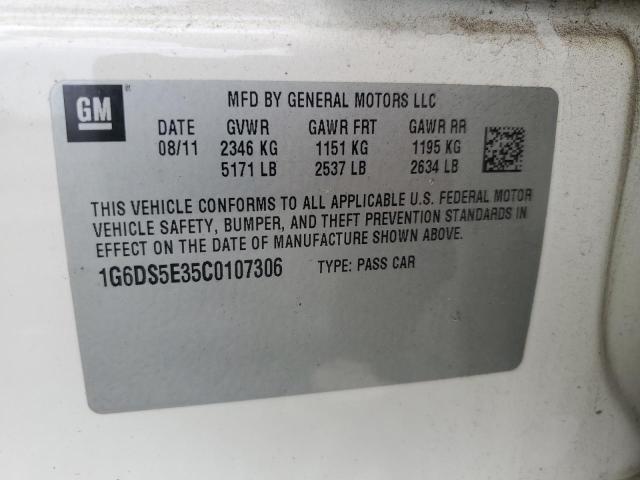 GM
MFD BY GENERAL MOTORS LLC
DATE GVWR GAWR FRT GAWR RR
08/11 2346 KG 1151 KG 1195 KG
5171 LB 2537 LB 2634 LB
THIS VEHICLE CONFORMS TO ALL APPLICABLE U.S. FEDERAL MOTOR
VEHICLE SAFETY, BUMPER, AND THEFT PREVENTION STANDARDS IN
EFFECT ON THE DATE OF MANUFACTURE SHOWN ABOVE.
1G6DS5E35C0107306 TYPE: PASS CAR